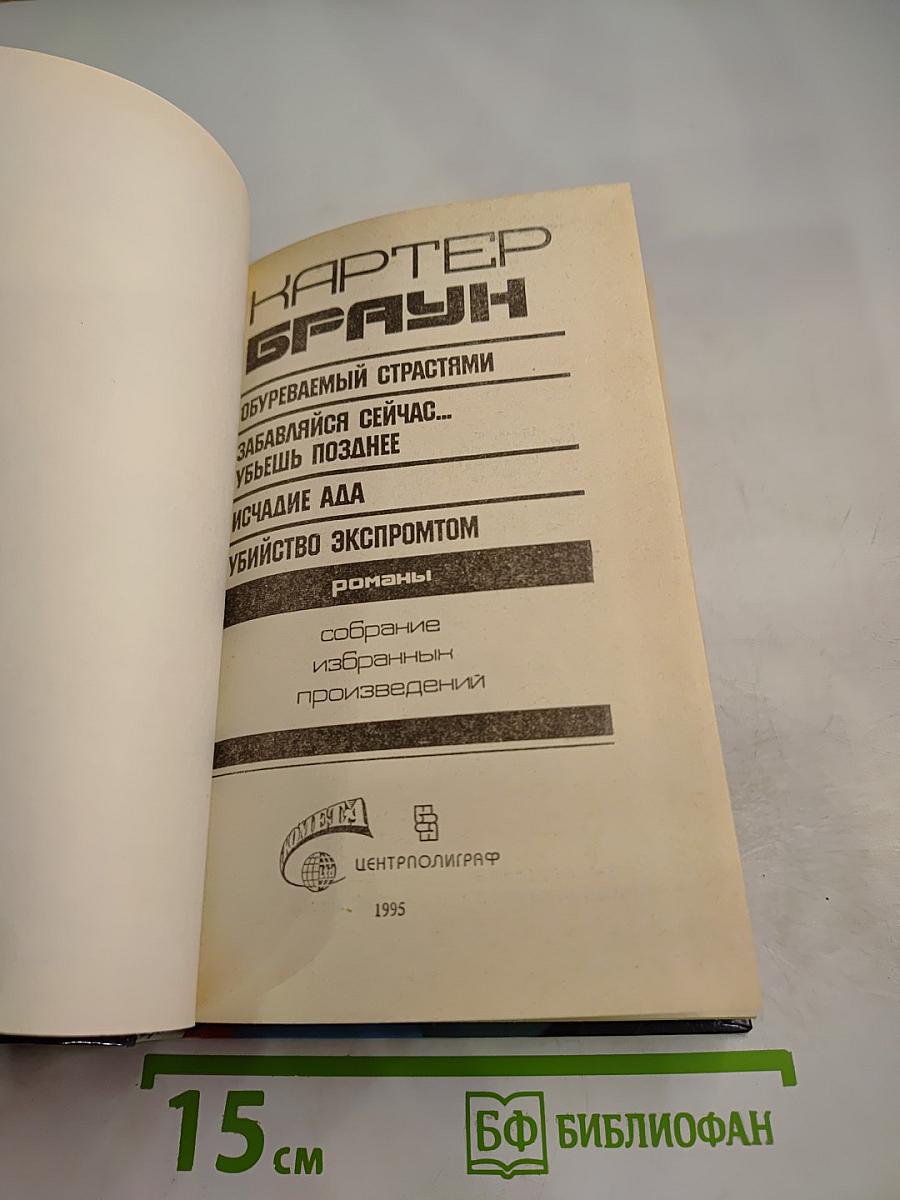 КАРТЕР
БРАУН
ОБУРЕВАЕМЫЙ СТРАСТЯМИ
ЗАБАВЛЯЙСЯ СЕЙЧАС...
УБЬЕШЬ ПОЗДНЕЕ
ИСЧАДИЕ АДА
УБИЙСТВО ЭКСПРОМТОМ
романы
собрание
избранных
произведений
КОМЕТА
ЦЕНТРПОЛИГРАФ
1995
15 см
БФ БИБЛИОФАН